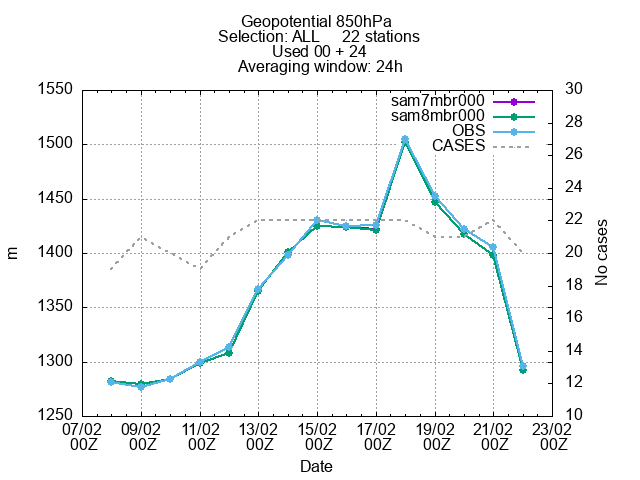 Geopotential 850hPa
Selection: ALL 22 stations
Used 00 + 24
Averaging window: 24h
1550
1500
1450
1400
1350
1300
1250
m
sam7mbr000
sam8mbr000
OBS
CASES
30
28
26
24
22
20
18
16
14
12
10
No cases
07/02 09/02 11/02 13/02 15/02 17/02 19/02 21/02 23/02
00Z 00Z 00Z 00Z 00Z 00Z 00Z 00Z 00Z
Date